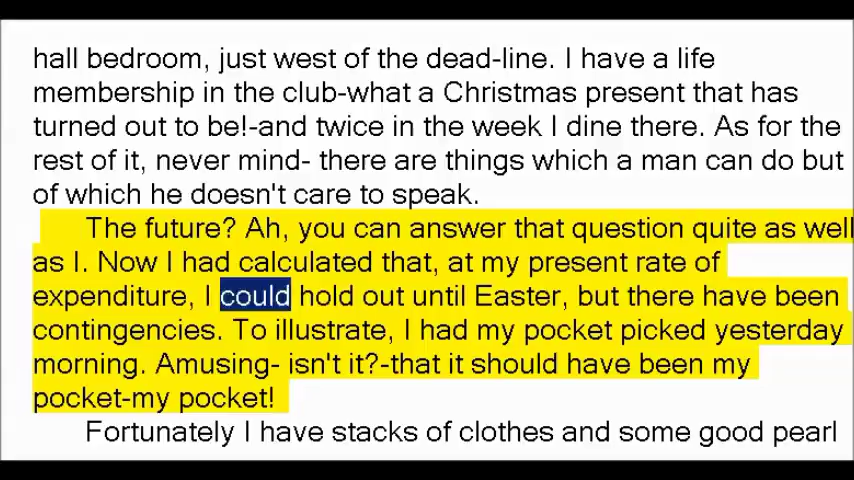 hall bedroom, just west of the dead-line. I have a life
membership in the club-what a Christmas present that has
turned out to be!-and twice in the week I dine there. As for the
rest of it, never mind- there are things which a man can do but
of which he doesn't care to speak.
The future? Ah, you can answer that question quite as well
as I. Now I had calculated that, at my present rate of
expenditure, I could hold out until Easter, but there have been
contingencies. To illustrate, I had my pocket picked yesterday
morning. Amusing- isn't it?-that it should have been my
pocket-my pocket!
Fortunately I have stacks of clothes and some good pearl